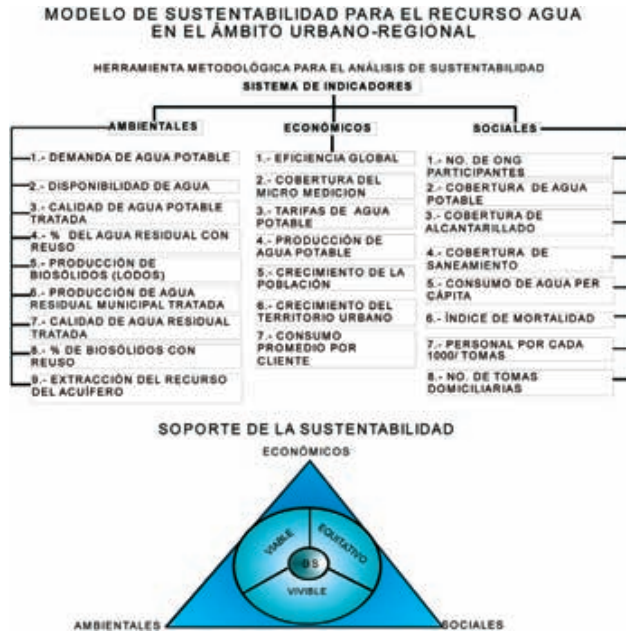 MODELO DE SUSTENTABILIDAD PARA EL RECURSO AGUA
EN EL ÁMBITO URBANO-REGIONAL
HERRAMIENTA METODOLÓGICA PARA EL ANÁLISIS DE SUSTENTABILIDAD
SISTEMA DE INDICADORES
AMBIENTALES
1.- DEMANDA DE AGUA POTABLE
2.- DISPONIBILIDAD DE AGUA
3.- CALIDAD DE AGUA POTABLE
TRATADA
4.- % DEL AGUA RESIDUAL CON
REUSO
5.- PRODUCCIÓN DE
BIOSÓLIDOS (LODOS)
6.- PRODUCCIÓN DE AGUA
RESIDUAL MUNICIPAL TRATADA
7.- CALIDAD DE AGUA RESIDUAL
TRATADA
8.- % DE BIOSÓLIDOS CON
REUSO
9.- EXTRACCIÓN DEL RECURSO
DEL ACUÍFERO
ECONÓMICOS
1.- EFICIENCIA GLOBAL
2.- COBERTURA DEL
MICRO MEDICION
3.- TARIFAS DE AGUA
POTABLE
4.- PRODUCCIÓN DE
AGUA POTABLE
5.- CRECIMIENTO DE LA
POBLACIÓN
6.- CRECIMIENTO DEL
TERRITORIO URBANO
7.- CONSUMO
PROMEDIO POR
CLIENTE
SOCIALES
1.- NO. DE ONG
PARTICIPANTES
2.- COBERTURA DE AGUA
POTABLE
3.- COBERTURA DE
ALCANTARILLADO
4.- COBERTURA DE
SANEAMIENTO
5.- CONSUMO DE AGUA PER
CÁPITA
6.- ÍNDICE DE MORTALIDAD
7.- PERSONAL POR CADA
1000/ TOMAS
8.- NO. DE TOMAS
DOMICILIARIAS
SOPORTE DE LA SUSTENTABILIDAD
ECONÓMICOS
VIABLE
EQUITATIVO
DS
VIVIBLE
AMBIENTALES
SOCIALES